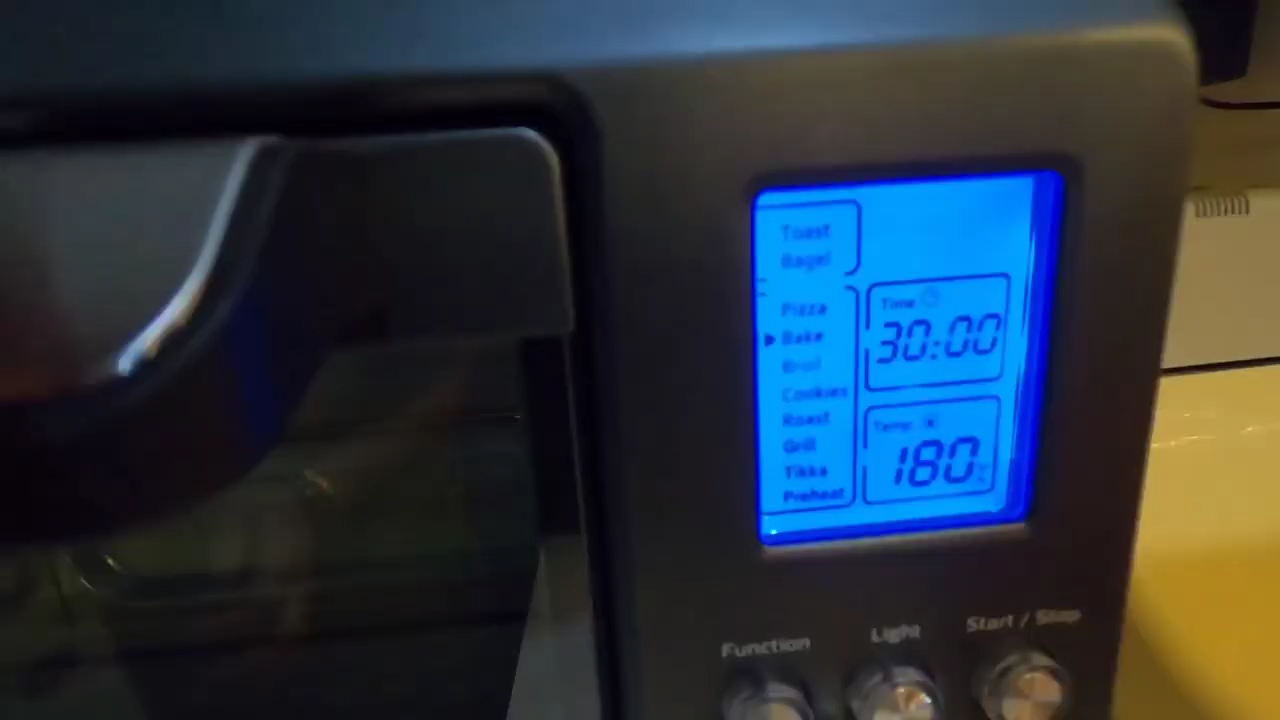 Toast
Bagel
Pizza
Bake
Broil
Cookies
Roast
Grill
Tikka
Preheat
Time
30:00
Temp
180°C
Function
Light
Start / Stop